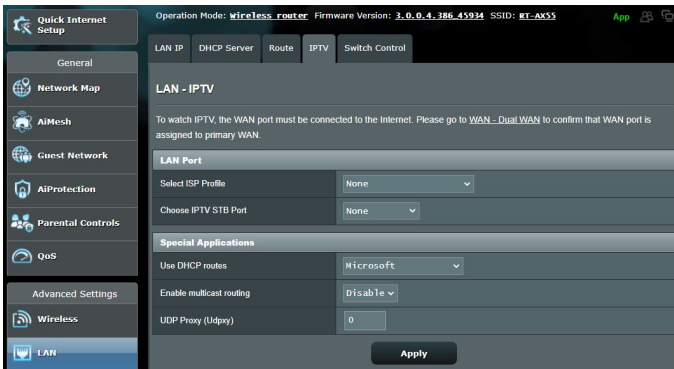 Quick Internet
Setup
General
Network Map
AiMesh
Guest Network
AiProtection
Parental Controls
QoS
Advanced Settings
Wireless
LAN
Operation Mode: Wireless router Firmware Version: 3.0.0.4.386_45934 SSID: RT-AX55 App
LAN IP DHCP Server Route IPTV Switch Control
LAN - IPTV
To watch IPTV, the WAN port must be connected to the Internet. Please go to WAN - Dual WAN to confirm that WAN port is
assigned to primary WAN.
LAN Port
Select ISP Profile None
Choose IPTV STB Port None
Special Applications
Use DHCP routes Microsoft
Enable multicast routing Disable
UDP Proxy (Udpxy) 0
Apply